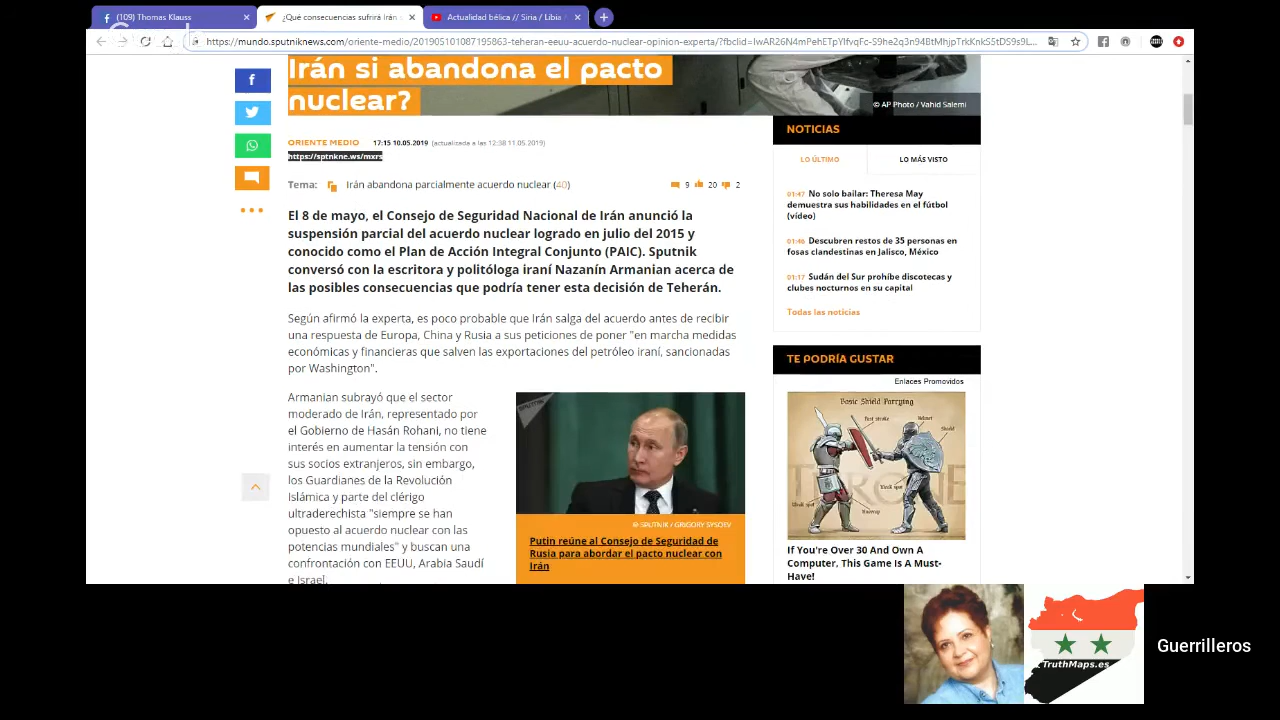 (109) Thomas Klauss
¿Qué consecuencias sufrirá Irán s
Actualidad bélica // Siria / Libia
https://mundo.sputniknews.com/oriente-medio/201905101087195863-teheran-eeuu-acuerdo-nuclear-opinion-experta/?fbclid=
Irán si abandona el pacto
nuclear?
© AP Photo / Vahid Salemi
ORIENTE MEDIO 17:15 10.05.2019 (actualizada a las 12:38 11.05.2019)
https://sptnkne.ws/mxrs
Tema: Irán abandona parcialmente acuerdo nuclear (40)
9 20 2
El 8 de mayo, el Consejo de Seguridad Nacional de Irán anunció la
suspensión parcial del acuerdo nuclear logrado en julio del 2015 y
conocido como el Plan de Acción Integral Conjunto (PAIC). Sputnik
conversó con la escritora y politóloga iraní Nazanín Armanian acerca de
las posibles consecuencias que podría tener esta decisión de Teherán.
Según afirmó la experta, es poco probable que Irán salga del acuerdo antes de recibir
una respuesta de Europa, China y Rusia a sus peticiones de poner "en marcha medidas
económicas y financieras que salven las exportaciones del petróleo iraní, sancionadas
por Washington".
Armanian subrayó que el sector
moderado de Irán, representado por
el Gobierno de Hasán Rohani, no tiene
interés en aumentar la tensión con
sus socios extranjeros, sin embargo,
los Guardianes de la Revolución
Islámica y parte del clérigo
ultraderechista "siempre se han
opuesto al acuerdo nuclear con las
potencias mundiales" y buscan una
confrontación con EEUU, Arabia Saudí
e Israel.
© SPUTNIK / GRIGORY SYSOEV
Putin reúne al Consejo de Seguridad de
Rusia para abordar el pacto nuclear con
Irán
NOTICIAS
LO ÚLTIMO LO MÁS VISTO
01:47 No solo bailar: Theresa May
demuestra sus habilidades en el fútbol
(vídeo)
01:46 Descubren restos de 35 personas en
fosas clandestinas en Jalisco, México
01:17 Sudán del Sur prohíbe discotecas y
clubes nocturnos en su capital
Todas las noticias
TE PODRÍA GUSTAR
Enlaces Promovidos
Basic Shield Parrying
Helmet
Shield
If You're Over 30 And Own A
Computer, This Game Is A Must-
Have!
TruthMaps.es
Guerrilleros